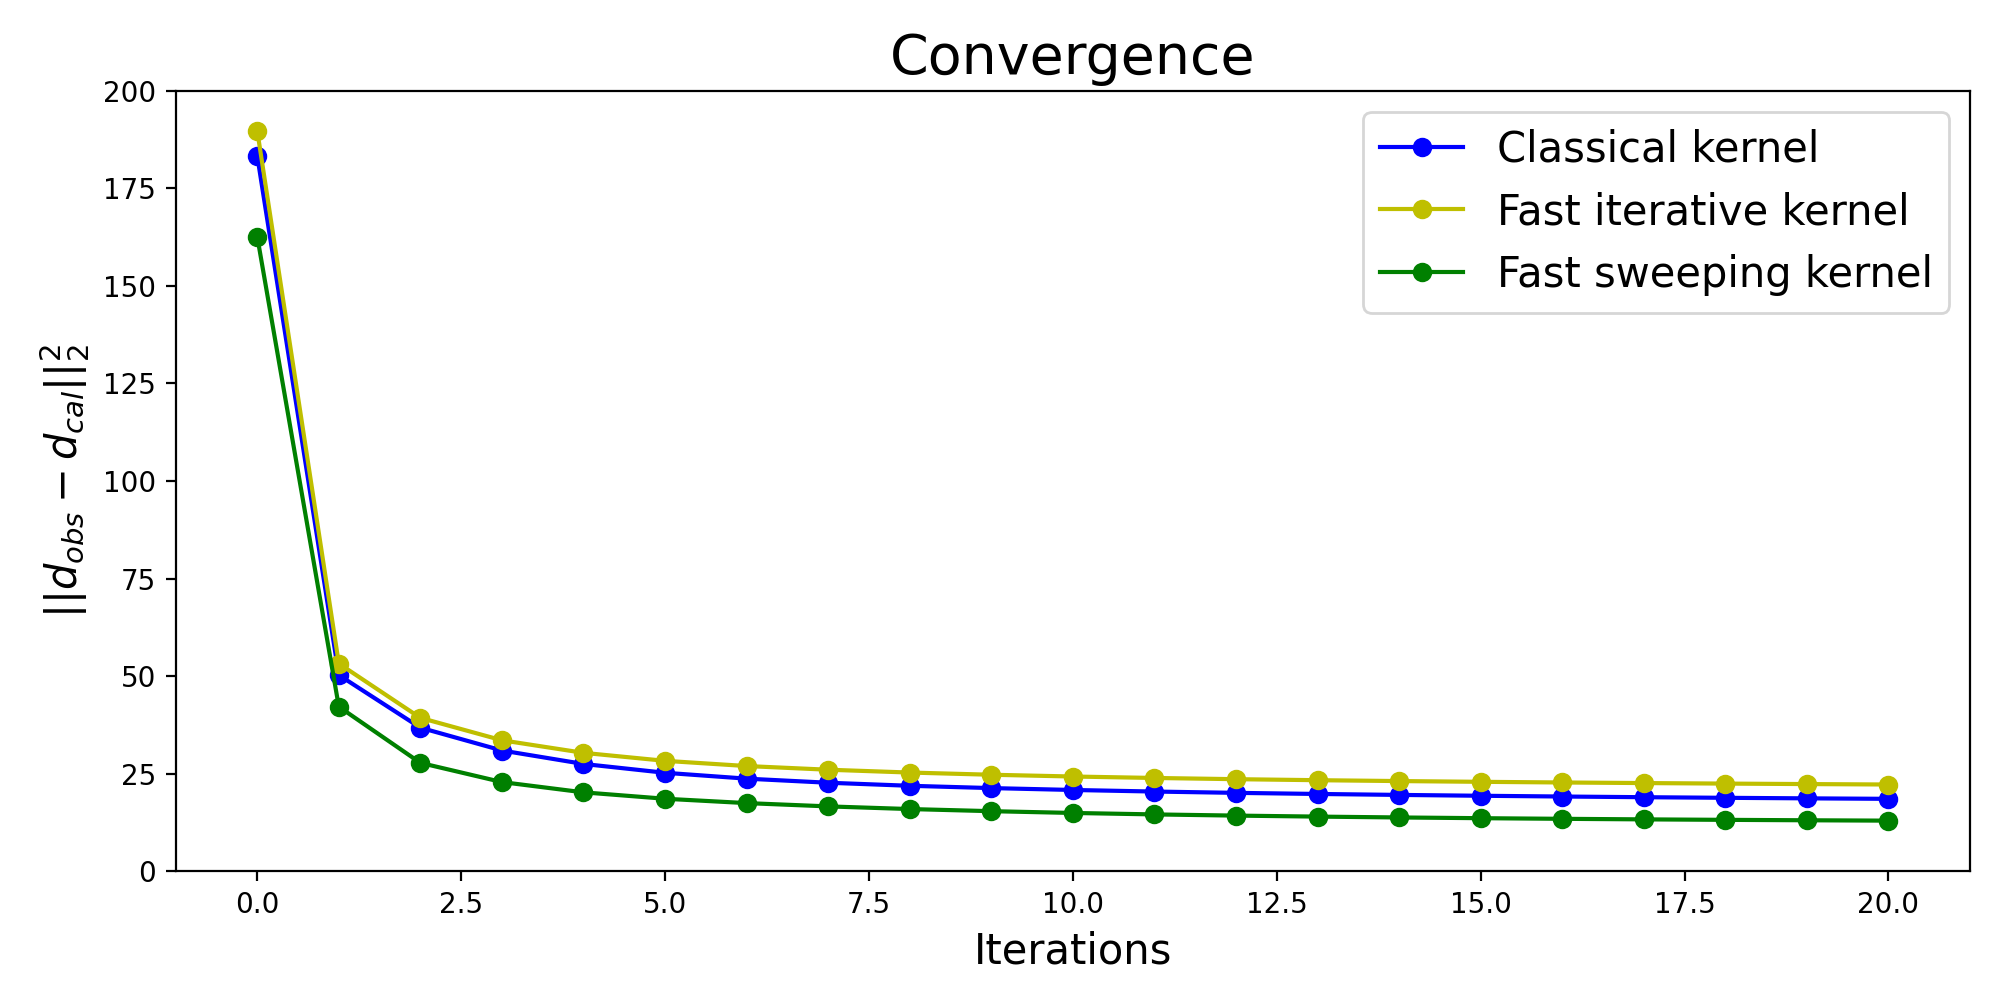 Convergence
200
175
150
125
100
75
50
25
0
||d_obs − d_cal||₂²
Classical kernel
Fast iterative kernel
Fast sweeping kernel
0.0 2.5 5.0 7.5 10.0 12.5 15.0 17.5 20.0
Iterations